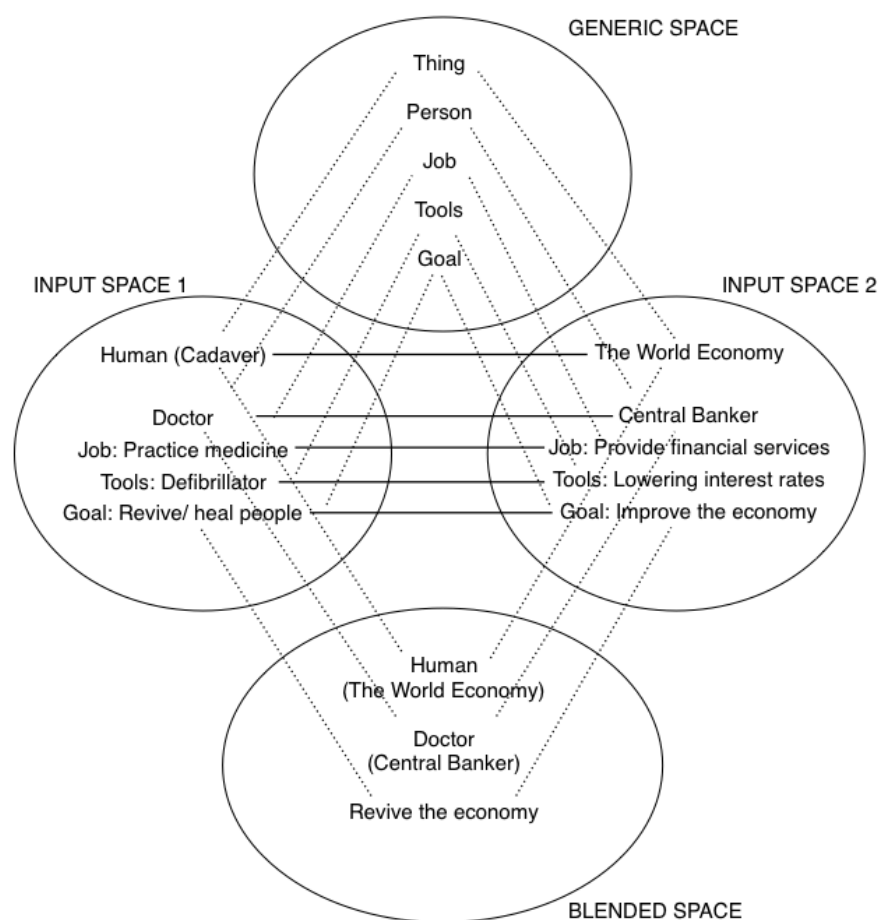 GENERIC SPACE
Thing
Person
Job
Tools
Goal
INPUT SPACE 1
INPUT SPACE 2
Human (Cadaver)
The World Economy
Doctor
Central Banker
Job: Practice medicine
Job: Provide financial services
Tools: Defibrillator
Tools: Lowering interest rates
Goal: Revive/ heal people
Goal: Improve the economy
Human
(The World Economy)
Doctor
(Central Banker)
Revive the economy
BLENDED SPACE